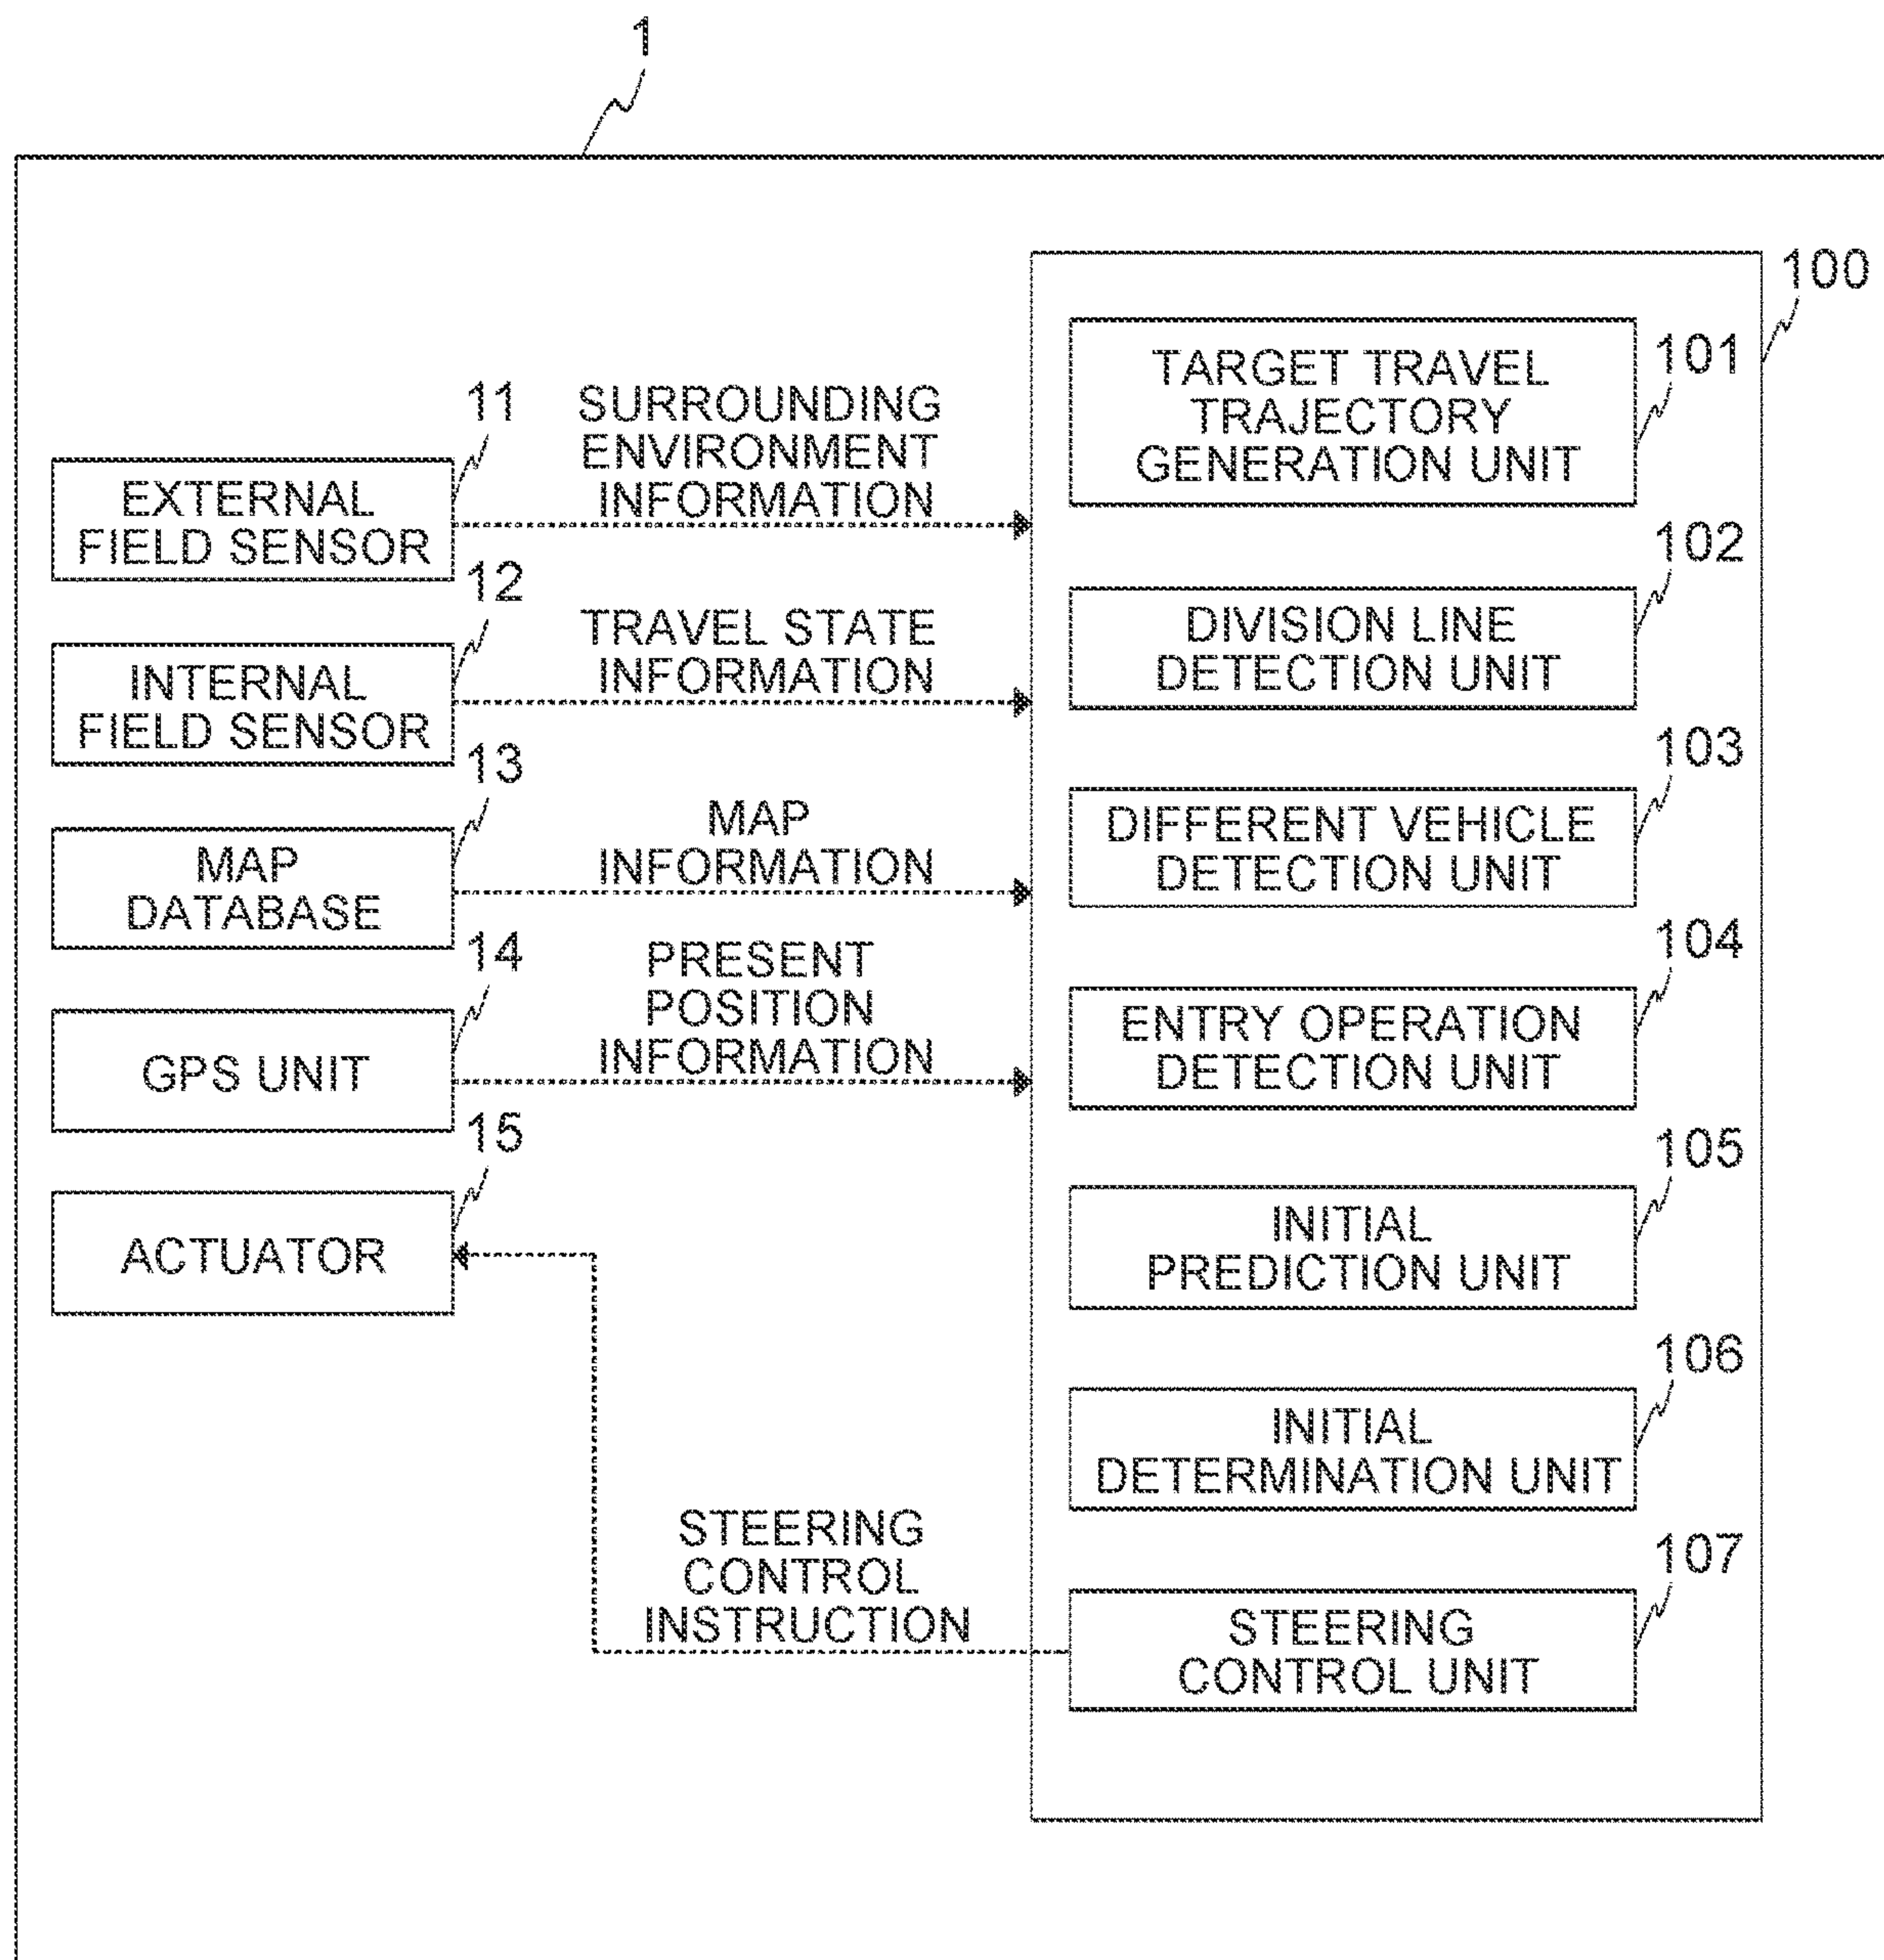 1
100
11
EXTERNAL
FIELD SENSOR
SURROUNDING
ENVIRONMENT
INFORMATION
12
INTERNAL
FIELD SENSOR
TRAVEL STATE
INFORMATION
13
MAP
DATABASE
MAP
INFORMATION
14
GPS UNIT
PRESENT
POSITION
INFORMATION
15
ACTUATOR
STEERING
CONTROL
INSTRUCTION
101
TARGET TRAVEL
TRAJECTORY
GENERATION UNIT
102
DIVISION LINE
DETECTION UNIT
103
DIFFERENT VEHICLE
DETECTION UNIT
104
ENTRY OPERATION
DETECTION UNIT
105
INITIAL
PREDICTION UNIT
106
INITIAL
DETERMINATION UNIT
107
STEERING
CONTROL UNIT